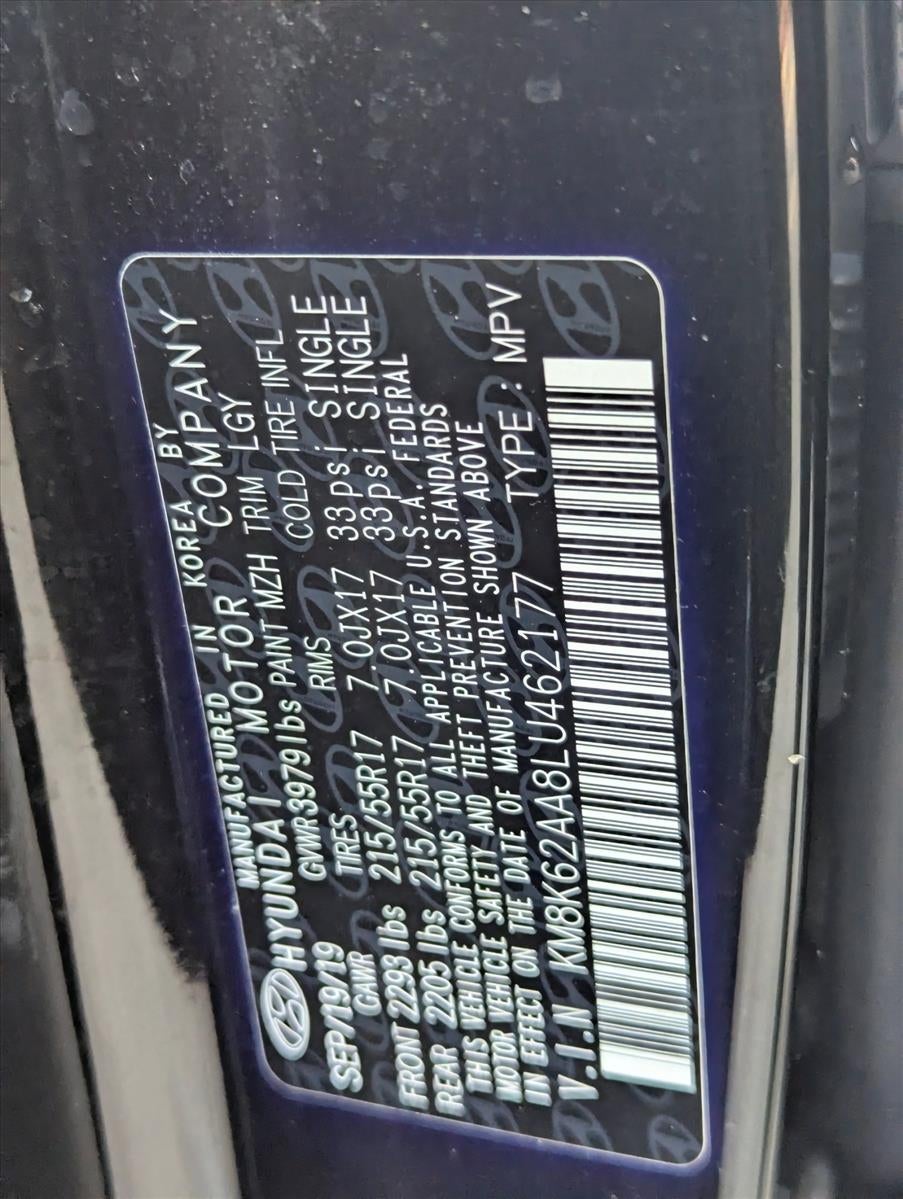 MANUFACTURED IN KOREA BY
HYUNDAI MOTOR COMPANY
SEP/19/19 GVWR3979lbs PAINT MZH TRIM LGY
GAWR TIRES RIMS COLD TIRE INFL
FRONT 2293 lbs 215/55R17 7.0JX17 33psi SINGLE
REAR 2205 lbs 215/55R17 7.0JX17 33psi SINGLE
THIS VEHICLE CONFORMS TO ALL APPLICABLE U.S.A. FEDERAL
MOTOR VEHICLE SAFETY AND THEFT PREVENTION STANDARDS
IN EFFECT ON THE DATE OF MANUFACTURE SHOWN ABOVE
V.I.N KM8K62AA8LU462177 TYPE : MPV